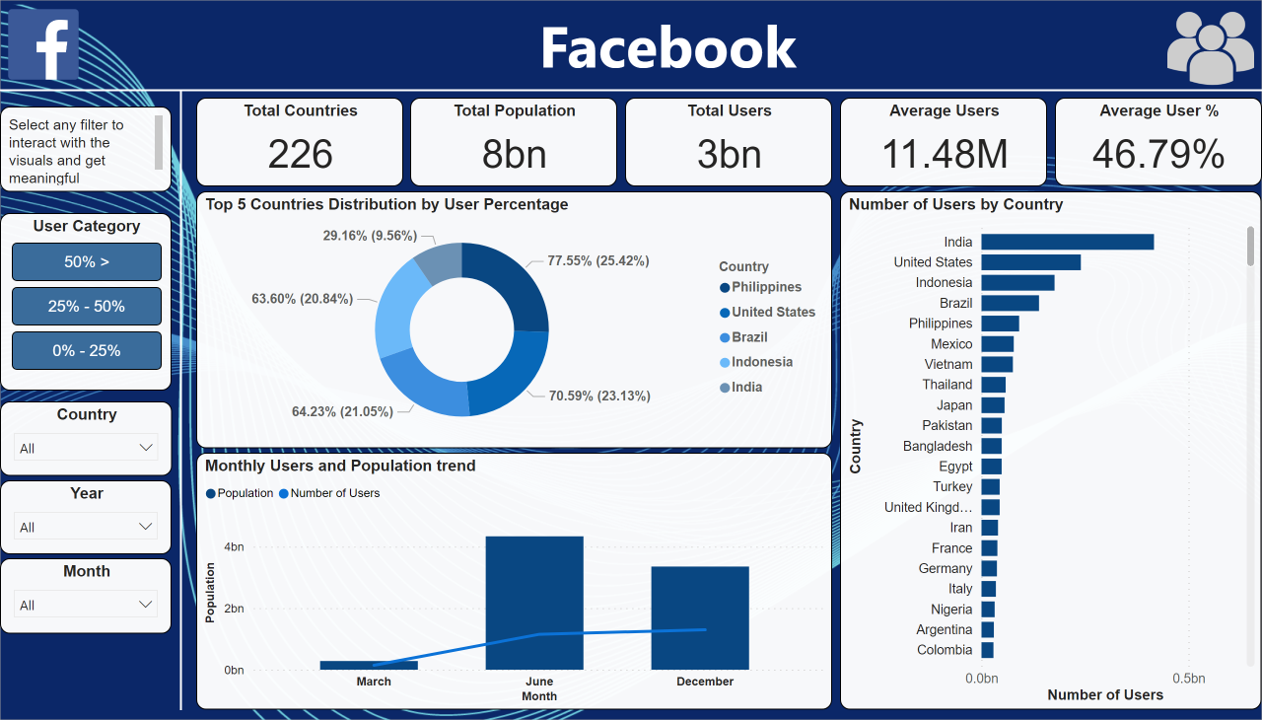 f
Facebook
Select any filter to
interact with the
visuals and get
meaningful
User Category
50% >
25% - 50%
0% - 25%
Country
All
Year
All
Month
All
Total Countries
226
Total Population
8bn
Total Users
3bn
Average Users
11.48M
Average User %
46.79%
Top 5 Countries Distribution by User Percentage
29.16% (9.56%)
77.55% (25.42%)
63.60% (20.84%)
64.23% (21.05%)
70.59% (23.13%)
Country
Philippines
United States
Brazil
Indonesia
India
Monthly Users and Population trend
Population Number of Users
Population
4bn
2bn
0bn
March June December
Month
Number of Users by Country
Country
India
United States
Indonesia
Brazil
Philippines
Mexico
Vietnam
Thailand
Japan
Pakistan
Bangladesh
Egypt
Turkey
United Kingd...
Iran
France
Germany
Italy
Nigeria
Argentina
Colombia
0.0bn 0.5bn
Number of Users